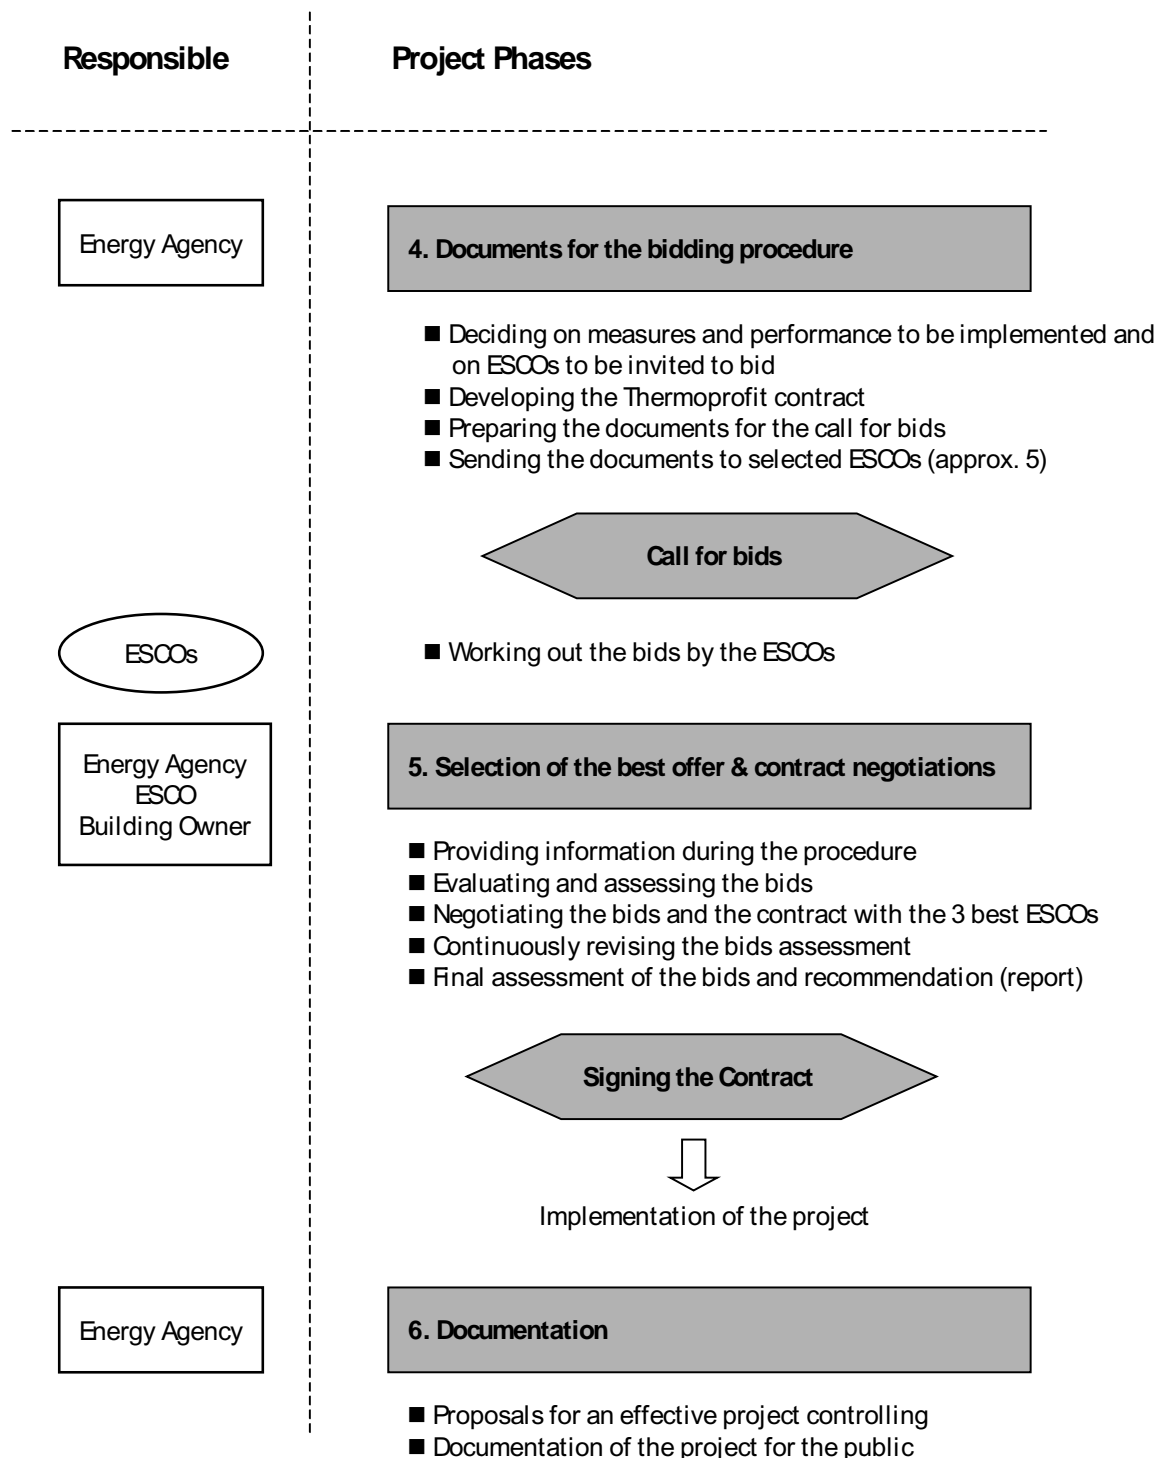 Responsible
Project Phases
Energy Agency
4. Documents for the bidding procedure
■ Deciding on measures and performance to be implemented and
on ESCOs to be invited to bid
■ Developing the Thermoprofit contract
■ Preparing the documents for the call for bids
■ Sending the documents to selected ESCOs (approx. 5)
Call for bids
ESCOs
■ Working out the bids by the ESCOs
Energy Agency
ESCO
Building Owner
5. Selection of the best offer & contract negotiations
■ Providing information during the procedure
■ Evaluating and assessing the bids
■ Negotiating the bids and the contract with the 3 best ESCOs
■ Continuously revising the bids assessment
■ Final assessment of the bids and recommendation (report)
Signing the Contract
Implementation of the project
Energy Agency
6. Documentation
■ Proposals for an effective project controlling
■ Documentation of the project for the public